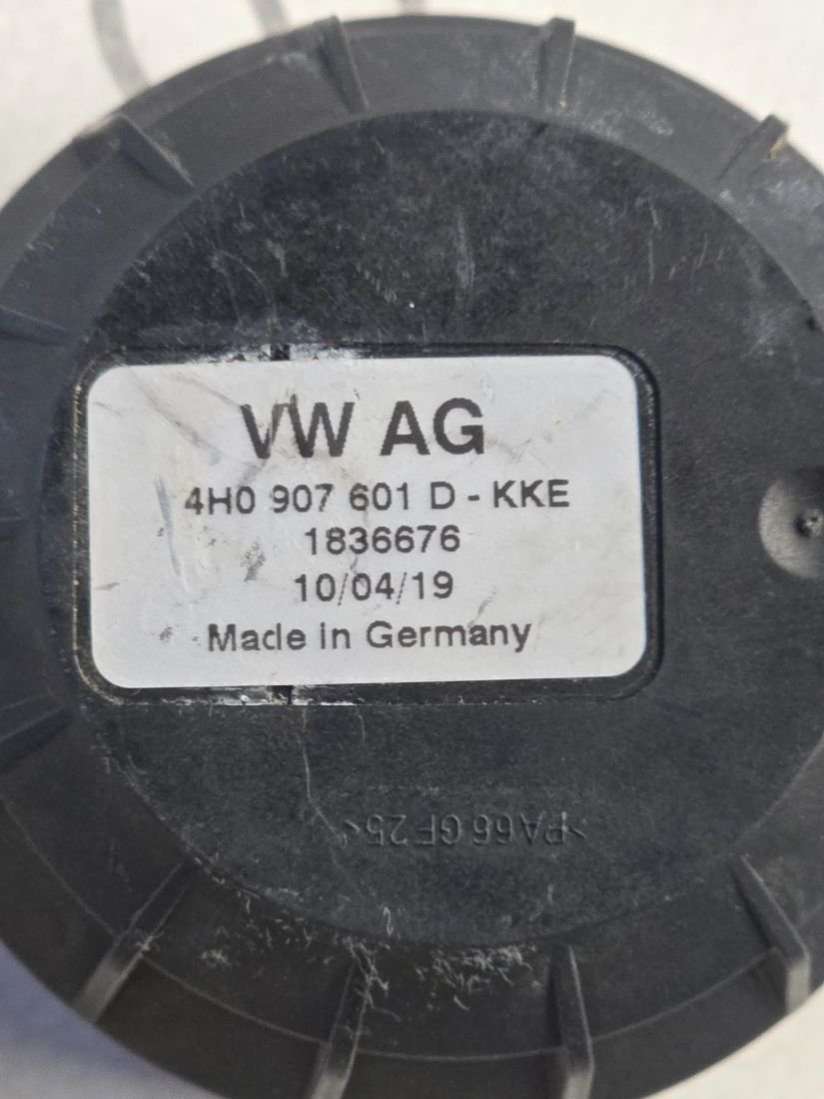 VW AG
4H0 907 601 D - KKE
1836676
10/04/19
Made in Germany
>PA66 GF25<